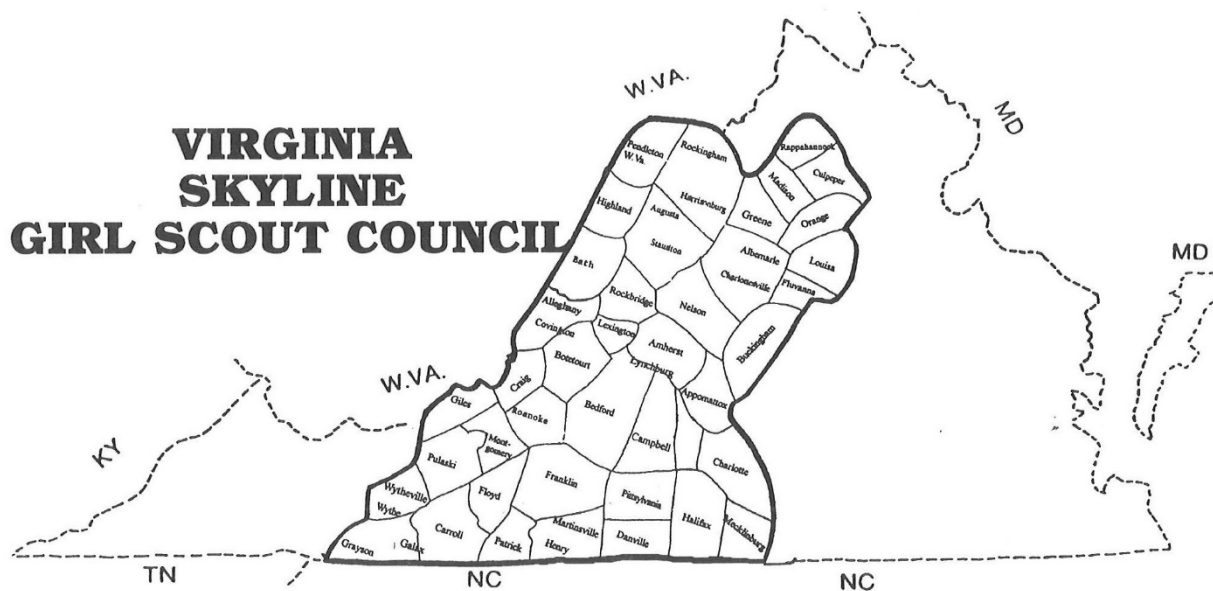 VIRGINIA
SKYLINE
GIRL SCOUT COUNCIL
W.VA.
MD
MD
W.VA.
KY
TN
NC
NC
Pendleton
W.Va.
Rockingham
Rappahannock
Madison
Culpeper
Highland
Augusta
Harrisonburg
Greene
Orange
Staunton
Albemarle
Louisa
Bath
Charlottesville
Fluvanna
Rockbridge
Nelson
Alleghany
Covington
Lexington
Amherst
Buckingham
Botetourt
Lynchburg
Craig
Appomattox
Giles
Roanoke
Bedford
Mont-
gomery
Campbell
Pulaski
Charlotte
Wytheville
Wythe
Floyd
Franklin
Pittsylvania
Halifax
Mecklinburg
Grayson
Galax
Carroll
Patrick
Martinsville
Henry
Danville